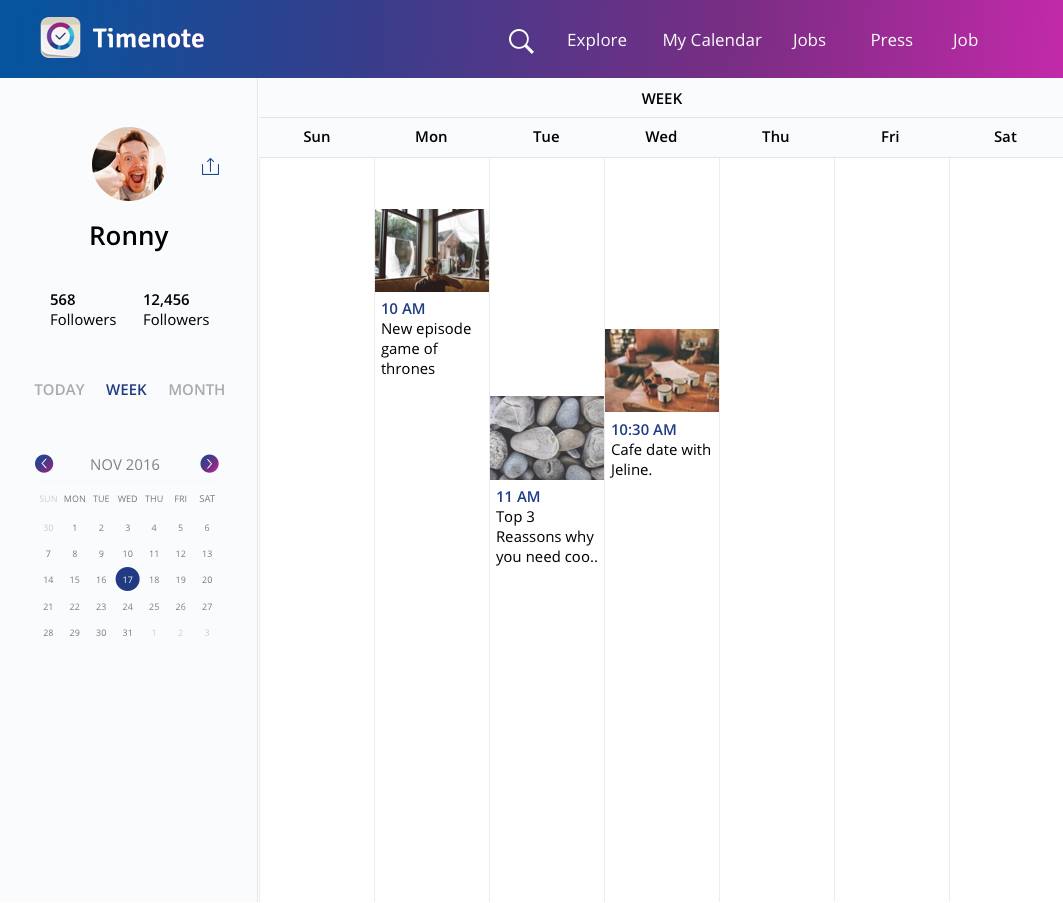 Timenote
Explore My Calendar Jobs Press Job
Ronny
568 12,456
Followers Followers
TODAY WEEK MONTH
NOV 2016
SUN MON TUE WED THU FRI SAT
30 1 2 3 4 5 6
7 8 9 10 11 12 13
14 15 16 17 18 19 20
21 22 23 24 25 26 27
28 29 30 31 1 2 3
WEEK
Sun Mon Tue Wed Thu Fri Sat
10 AM
New episode
game of
thrones
11 AM
Top 3
Reassons why
you need coo..
10:30 AM
Cafe date with
Jeline.